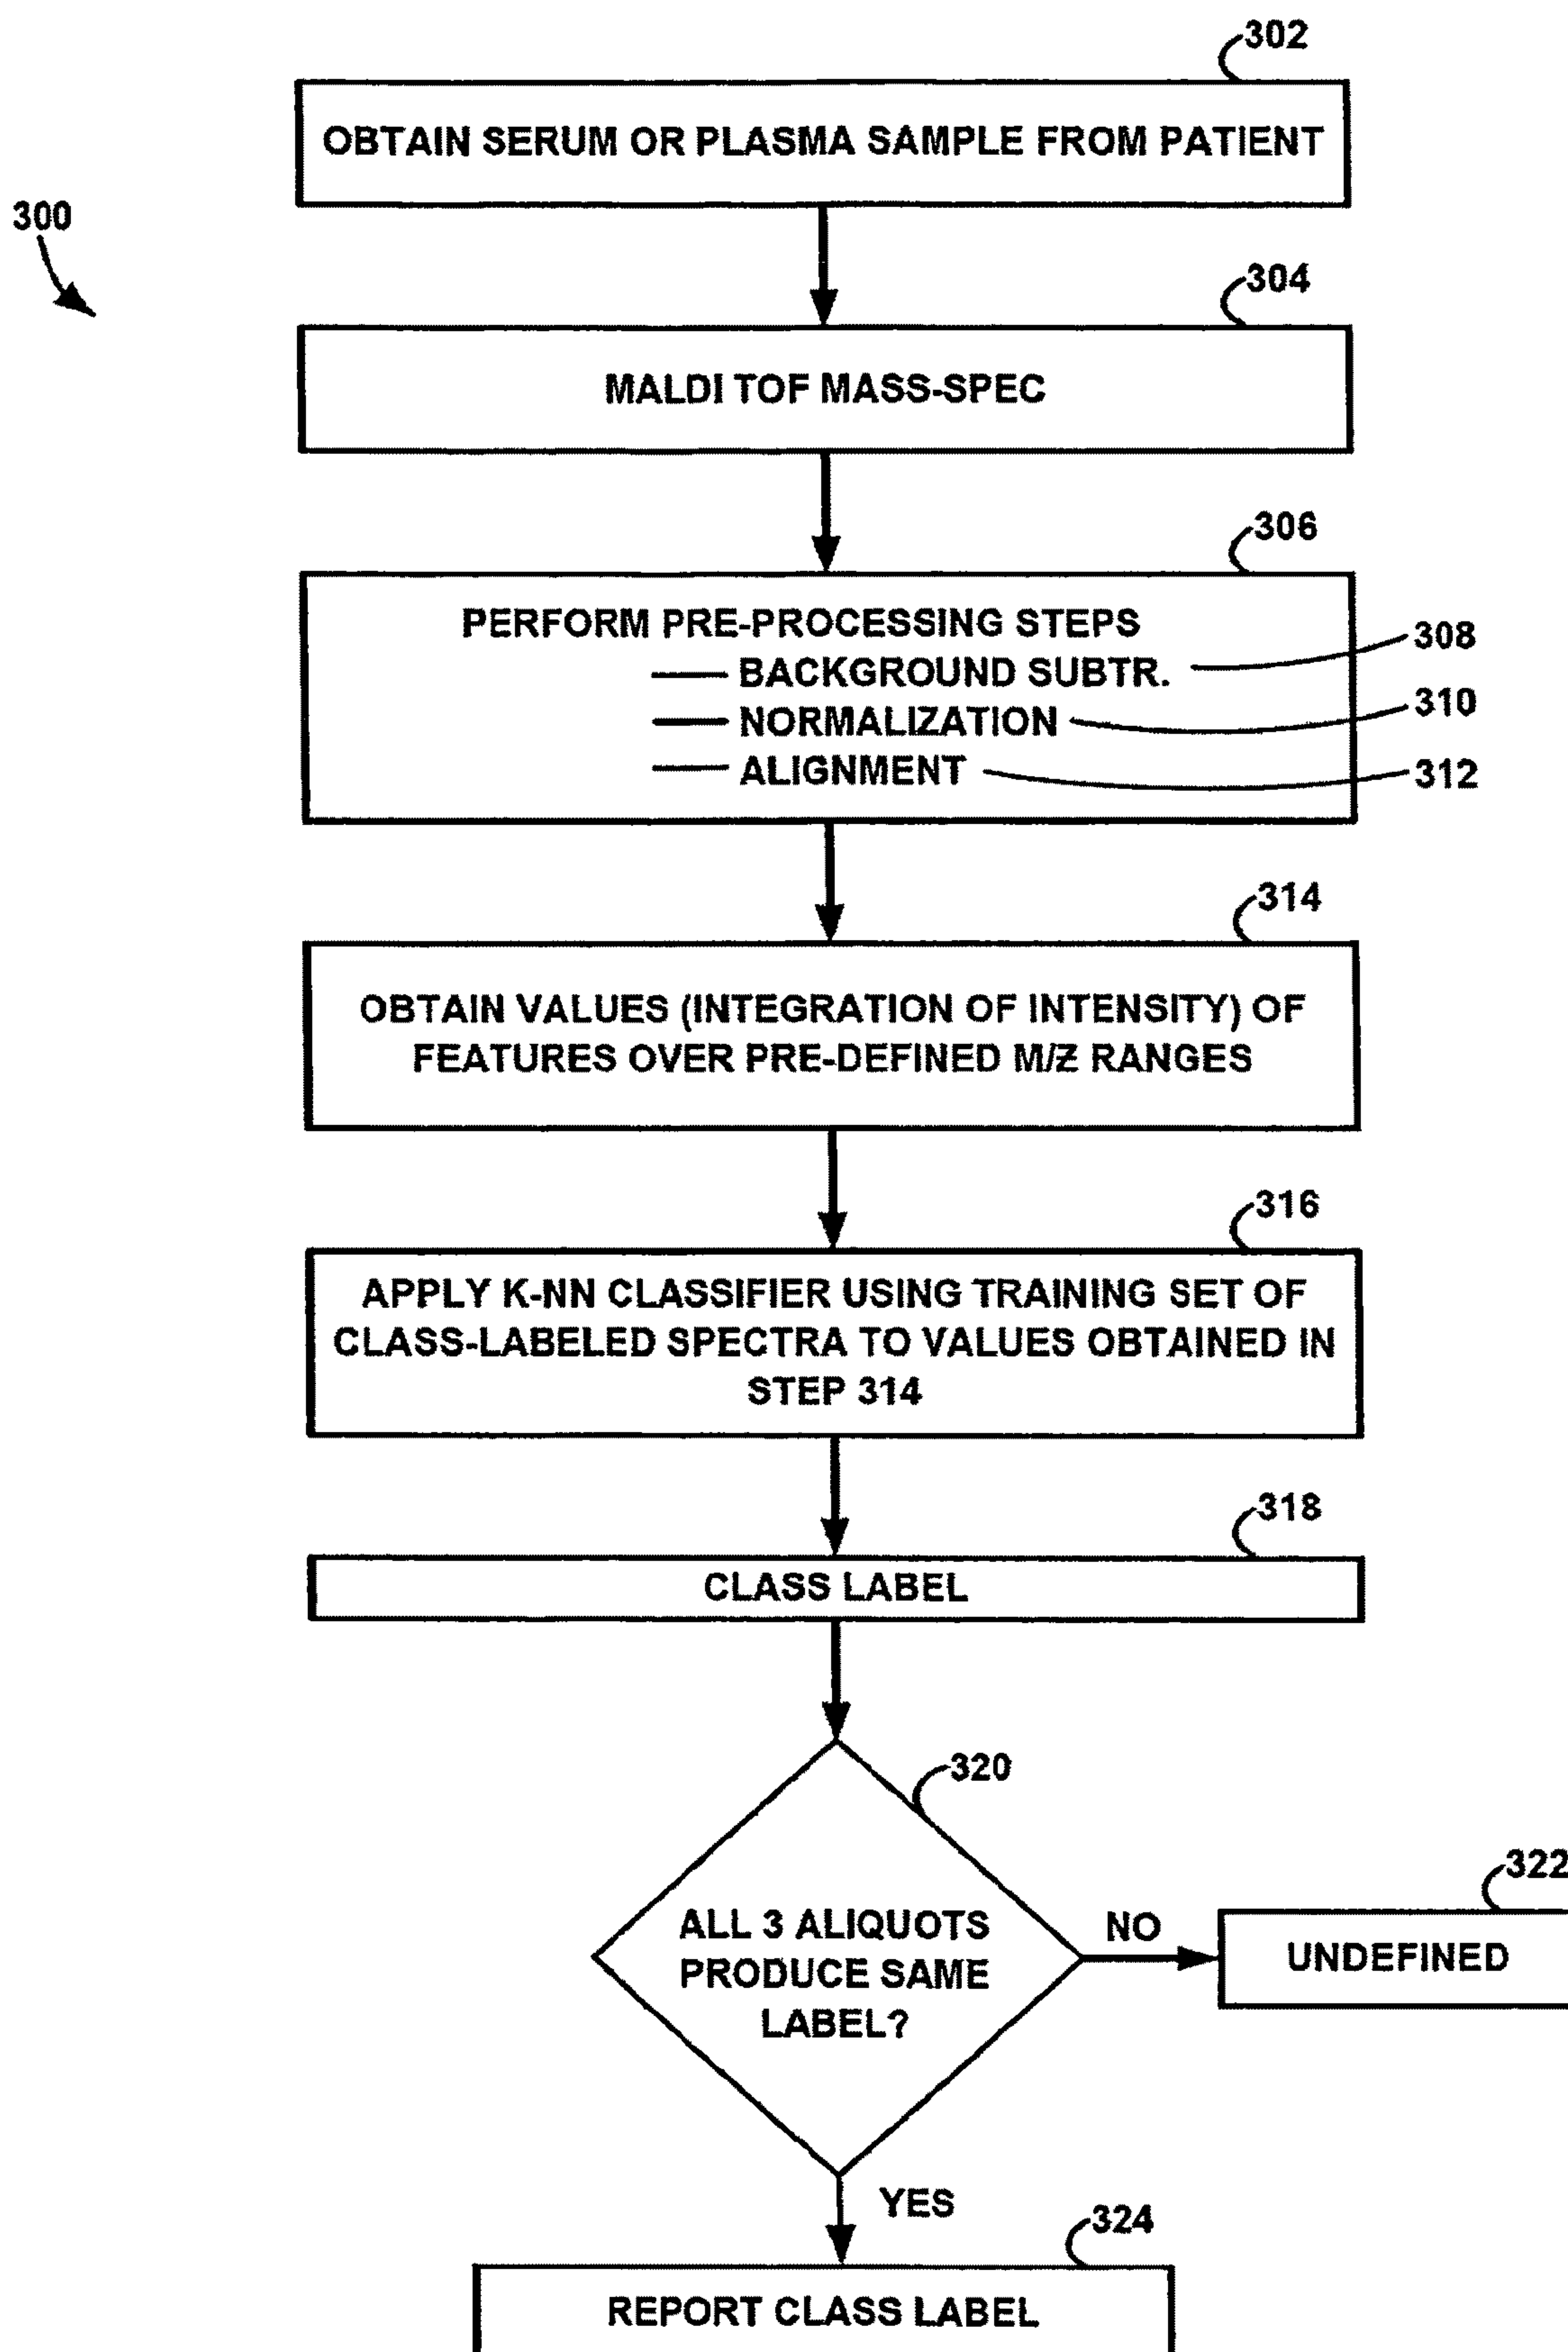 302
OBTAIN SERUM OR PLASMA SAMPLE FROM PATIENT
300
304
MALDI TOF MASS-SPEC
306
PERFORM PRE-PROCESSING STEPS
— BACKGROUND SUBTR.
308
— NORMALIZATION
310
— ALIGNMENT
312
314
OBTAIN VALUES (INTEGRATION OF INTENSITY) OF
FEATURES OVER PRE-DEFINED M/Z RANGES
316
APPLY K-NN CLASSIFIER USING TRAINING SET OF
CLASS-LABELED SPECTRA TO VALUES OBTAINED IN
STEP 314
318
CLASS LABEL
320
ALL 3 ALIQUOTS
PRODUCE SAME
LABEL?
NO
322
UNDEFINED
YES
324
REPORT CLASS LABEL